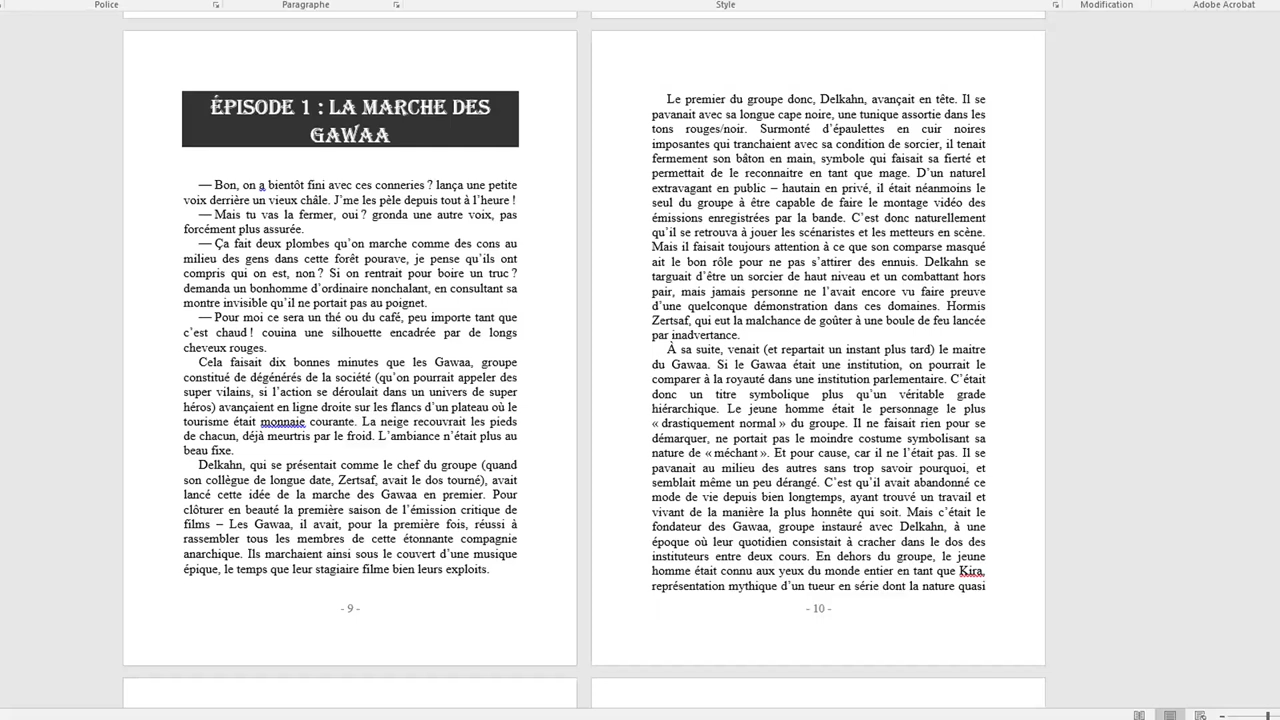 Police
Paragraphe
Style
Modification
Adobe Acrobat
ÉPISODE 1 : LA MARCHE DES
GAWAA
— Bon, on a bientôt fini avec ces conneries ? lança une petite
voix derrière un vieux châle. J’me les pèle depuis tout à l’heure !
— Mais tu vas la fermer, oui ? gronda une autre voix, pas
forcément plus assurée.
— Ça fait deux plombes qu’on marche comme des cons au
milieu des gens dans cette forêt pourave, je pense qu’ils ont
compris qui on est, non ? Si on rentrait pour boire un truc ?
demanda un bonhomme d’ordinaire nonchalant, en consultant sa
montre invisible qu’il ne portait pas au poignet.
— Pour moi ce sera un thé ou du café, peu importe tant que
c’est chaud ! couina une silhouette encadrée par de longs
cheveux rouges.
Cela faisait dix bonnes minutes que les Gawaa, groupe
constitué de dégénérés de la société (qu’on pourrait appeler des
super vilains, si l’action se déroulait dans un univers de super
héros) avançaient en ligne droite sur les flancs d’un plateau où le
tourisme était monnaie courante. La neige recouvrait les pieds
de chacun, déjà meurtris par le froid. L’ambiance n’était plus au
beau fixe.
Delkahn, qui se présentait comme le chef du groupe (quand
son collègue de longue date, Zertsaf, avait le dos tourné), avait
lancé cette idée de la marche des Gawaa en premier. Pour
clôturer en beauté la première saison de l’émission critique de
films – Les Gawaa, il avait, pour la première fois, réussi à
rassembler tous les membres de cette étonnante compagnie
anarchique. Ils marchaient ainsi sous le couvert d’une musique
épique, le temps que leur stagiaire filme bien leurs exploits.
- 9 -
Le premier du groupe donc, Delkahn, avançait en tête. Il se
pavanait avec sa longue cape noire, une tunique assortie dans les
tons rouges/noir. Surmonté d’épaulettes en cuir noires
imposantes qui tranchaient avec sa condition de sorcier, il tenait
fermement son bâton en main, symbole qui faisait sa fierté et
permettait de le reconnaitre en tant que mage. D’un naturel
extravagant en public – hautain en privé, il était néanmoins le
seul du groupe à être capable de faire le montage vidéo des
émissions enregistrées par la bande. C’est donc naturellement
qu’il se retrouva à jouer les scénaristes et les metteurs en scène.
Mais il faisait toujours attention à ce que son comparse masqué
ait le bon rôle pour ne pas s’attirer des ennuis. Delkahn se
targuait d’être un sorcier de haut niveau et un combattant hors
pair, mais jamais personne ne l’avait encore vu faire preuve
d’une quelconque démonstration dans ces domaines. Hormis
Zertsaf, qui eut la malchance de goûter à une boule de feu lancée
par inadvertance.
À sa suite, venait (et repartait un instant plus tard) le maitre
du Gawaa. Si le Gawaa était une institution, on pourrait le
comparer à la royauté dans une institution parlementaire. C’était
donc un titre symbolique plus qu’un véritable grade
hiérarchique. Le jeune homme était le personnage le plus
« drastiquement normal » du groupe. Il ne faisait rien pour se
démarquer, ne portait pas le moindre costume symbolisant sa
nature de « méchant ». Et pour cause, car il ne l’était pas. Il se
pavanait au milieu des autres sans trop savoir pourquoi, et
semblait même un peu dérangé. C’est qu’il avait abandonné ce
mode de vie depuis bien longtemps, ayant trouvé un travail et
vivant de la manière la plus honnête qui soit. Mais c’était le
fondateur des Gawaa, groupe instauré avec Delkahn, à une
époque où leur quotidien consistait à cracher dans le dos des
instituteurs entre deux cours. En dehors du groupe, le jeune
homme était connu aux yeux du monde entier en tant que Kira,
représentation mythique d’un tueur en série dont la nature quasi
- 10 -